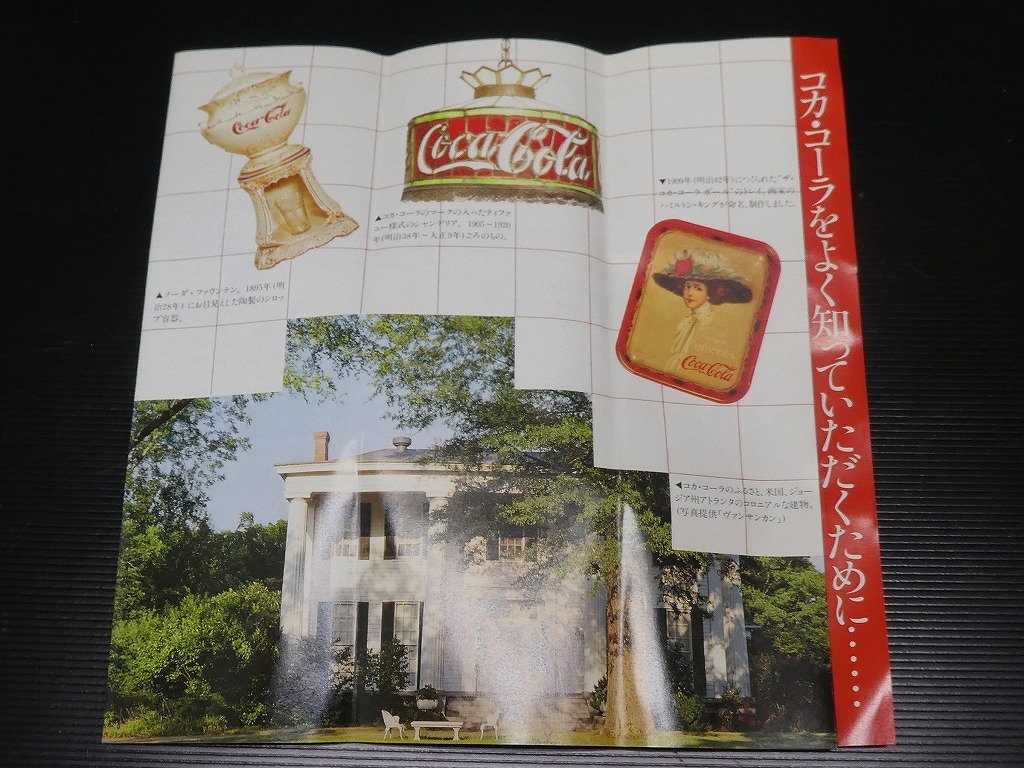 コカ・コーラをよく知っていただくために……
Coca-Cola
Coca-Cola
▲コカ・コーラのマークの入ったティファ
ニー様式のシャンデリア。1905〜1920
年(明治38年〜大正9年)ごろのもの。
▲ソーダ・ファウンテン。1895年(明
治28年)にお目見えした陶製のシロッ
プ容器。
▼1909年(明治42年)につくられた"ザ・
コカ・コーラ ガール"のトレイ。画家の
ハミルトン・キングが命名、制作しました。
Coca-Cola
◀コカ・コーラのふるさと、米国、ジョー
ジア州アトランタのコロニアルな建物。
(写真提供「ヴァンサンカン」)